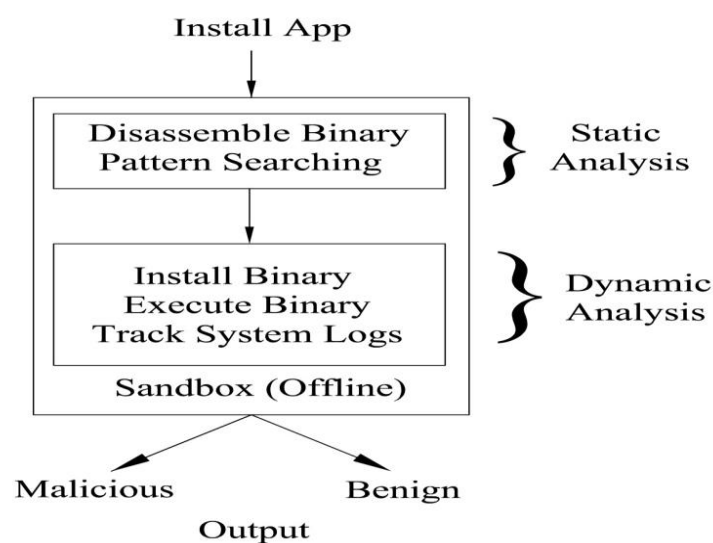 Install App
Disassemble Binary
Pattern Searching
Static
Analysis
Install Binary
Execute Binary
Track System Logs
Dynamic
Analysis
Sandbox (Offline)
Malicious
Benign
Output